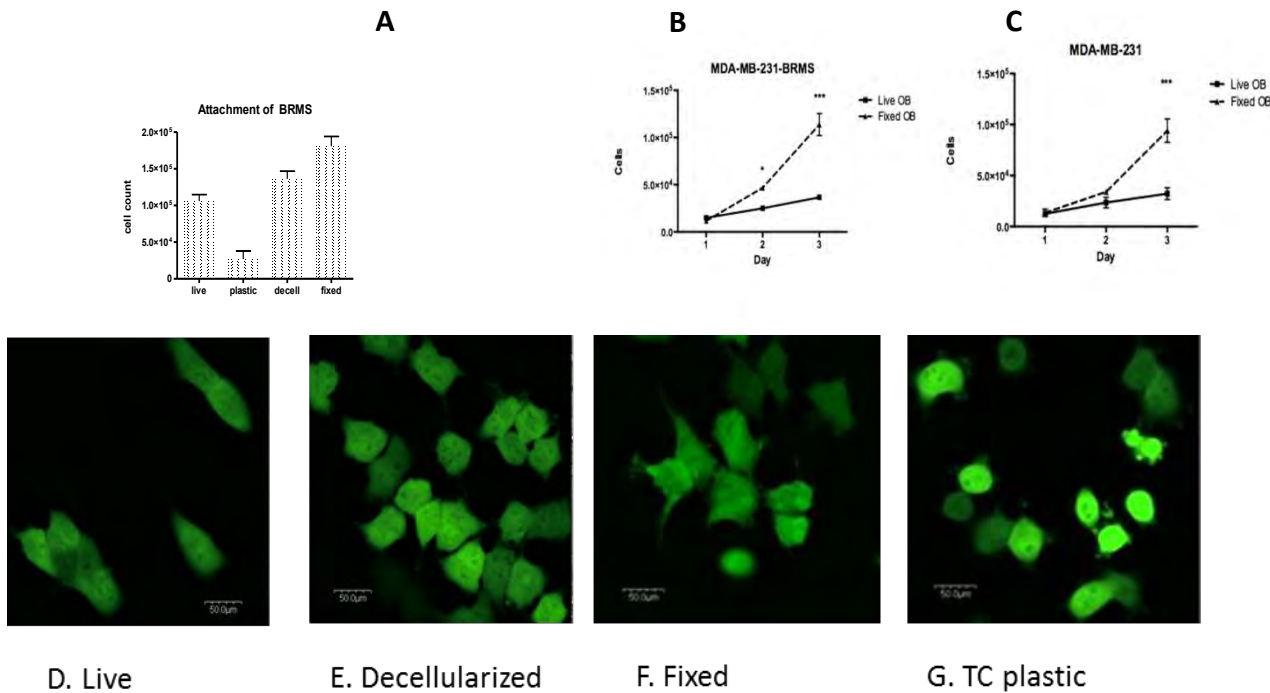 A
B
C
Attachment of BRMS
cell count
2.0×10⁵
1.5×10⁵
1.0×10⁵
5.0×10⁴
0
live plastic decell fixed
MDA-MB-231-BRMS
Cells
1.5×10⁵
1.0×10⁵
5.0×10⁴
0.0
*
***
Live OB
Fixed OB
1 2 3
Day
MDA-MB-231
Cells
1.5×10⁵
1.0×10⁵
5.0×10⁴
0.0
***
Live OB
Fixed OB
1 2 3
Day
50.0µm
50.0µm
50.0µm
50.0µm
D. Live
E. Decellularized
F. Fixed
G. TC plastic